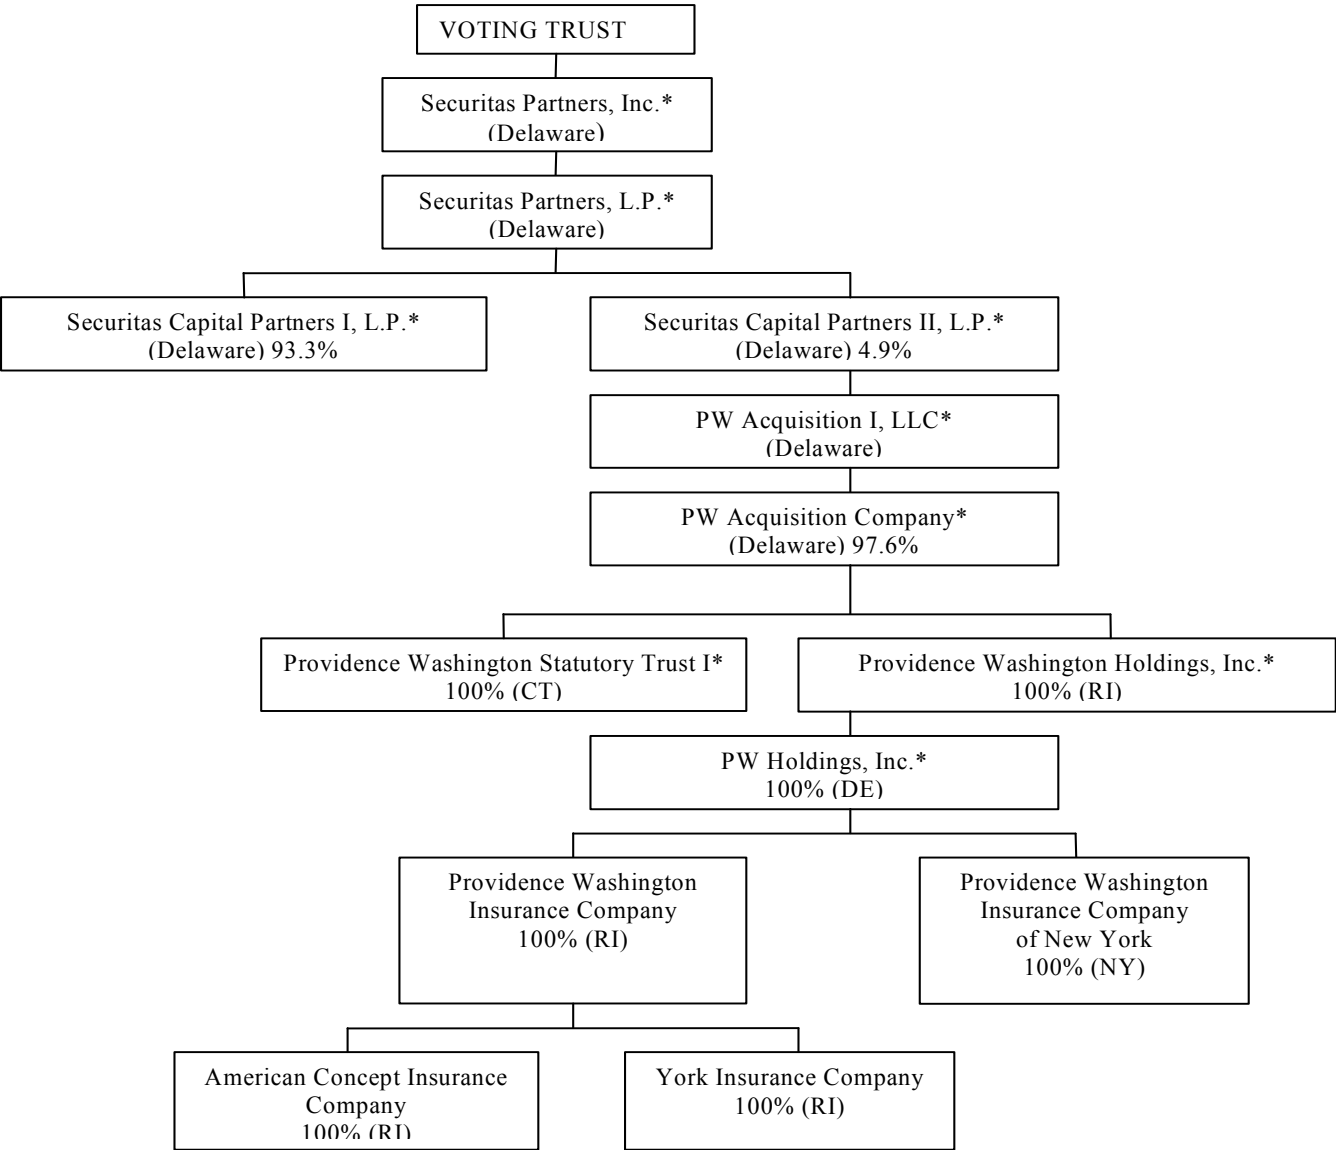 VOTING TRUST
Securitas Partners, Inc.*
(Delaware)
Securitas Partners, L.P.*
(Delaware)
Securitas Capital Partners I, L.P.*
(Delaware) 93.3%
Securitas Capital Partners II, L.P.*
(Delaware) 4.9%
PW Acquisition I, LLC*
(Delaware)
PW Acquisition Company*
(Delaware) 97.6%
Providence Washington Statutory Trust I*
100% (CT)
Providence Washington Holdings, Inc.*
100% (RI)
PW Holdings, Inc.*
100% (DE)
Providence Washington
Insurance Company
100% (RI)
Providence Washington
Insurance Company
of New York
100% (NY)
American Concept Insurance
Company
100% (RI)
York Insurance Company
100% (RI)